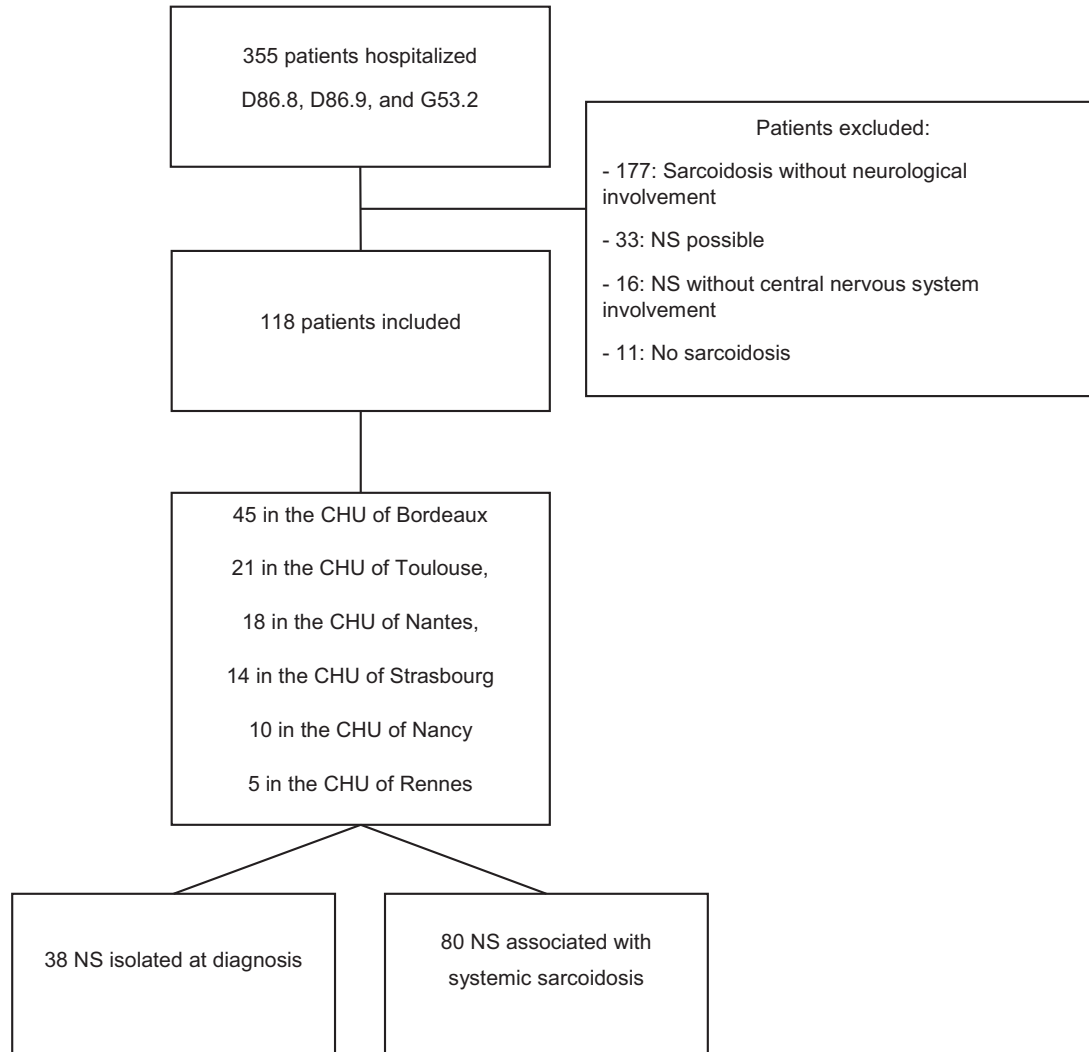 355 patients hospitalized
D86.8, D86.9, and G53.2
Patients excluded:
- 177: Sarcoidosis without neurological
involvement
- 33: NS possible
- 16: NS without central nervous system
involvement
- 11: No sarcoidosis
118 patients included
45 in the CHU of Bordeaux
21 in the CHU of Toulouse,
18 in the CHU of Nantes,
14 in the CHU of Strasbourg
10 in the CHU of Nancy
5 in the CHU of Rennes
38 NS isolated at diagnosis
80 NS associated with
systemic sarcoidosis